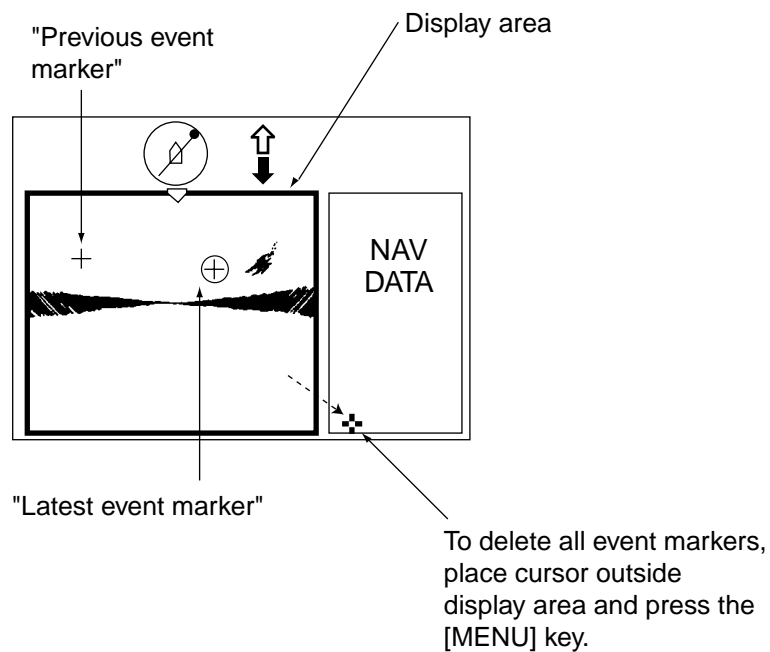 "Previous event
marker"
Display area
NAV
DATA
"Latest event marker"
To delete all event markers,
place cursor outside
display area and press the
[MENU] key.